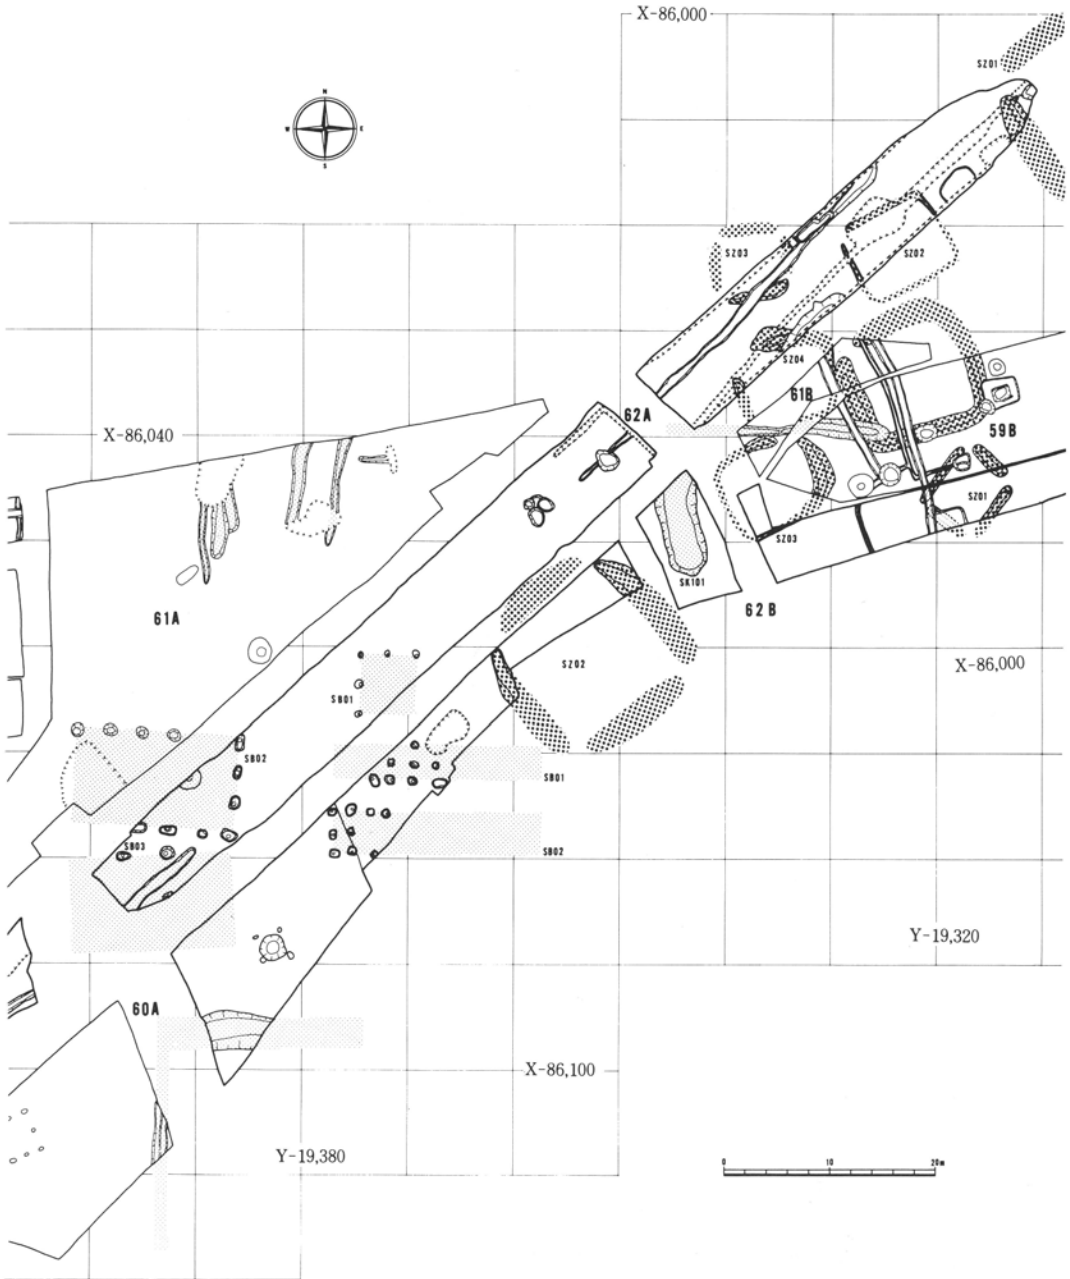 X-86,000
SZ01
N
W E
S
SZ03
SZ02
SZ04
61B
62A
X-86,040
59B
SZ01
SZ03
SK101
62B
61A
SZ02
X-86,000
SB01
SB02
SB01
SB03
SB02
Y-19,320
60A
X-86,100
Y-19,380
0 10 20m